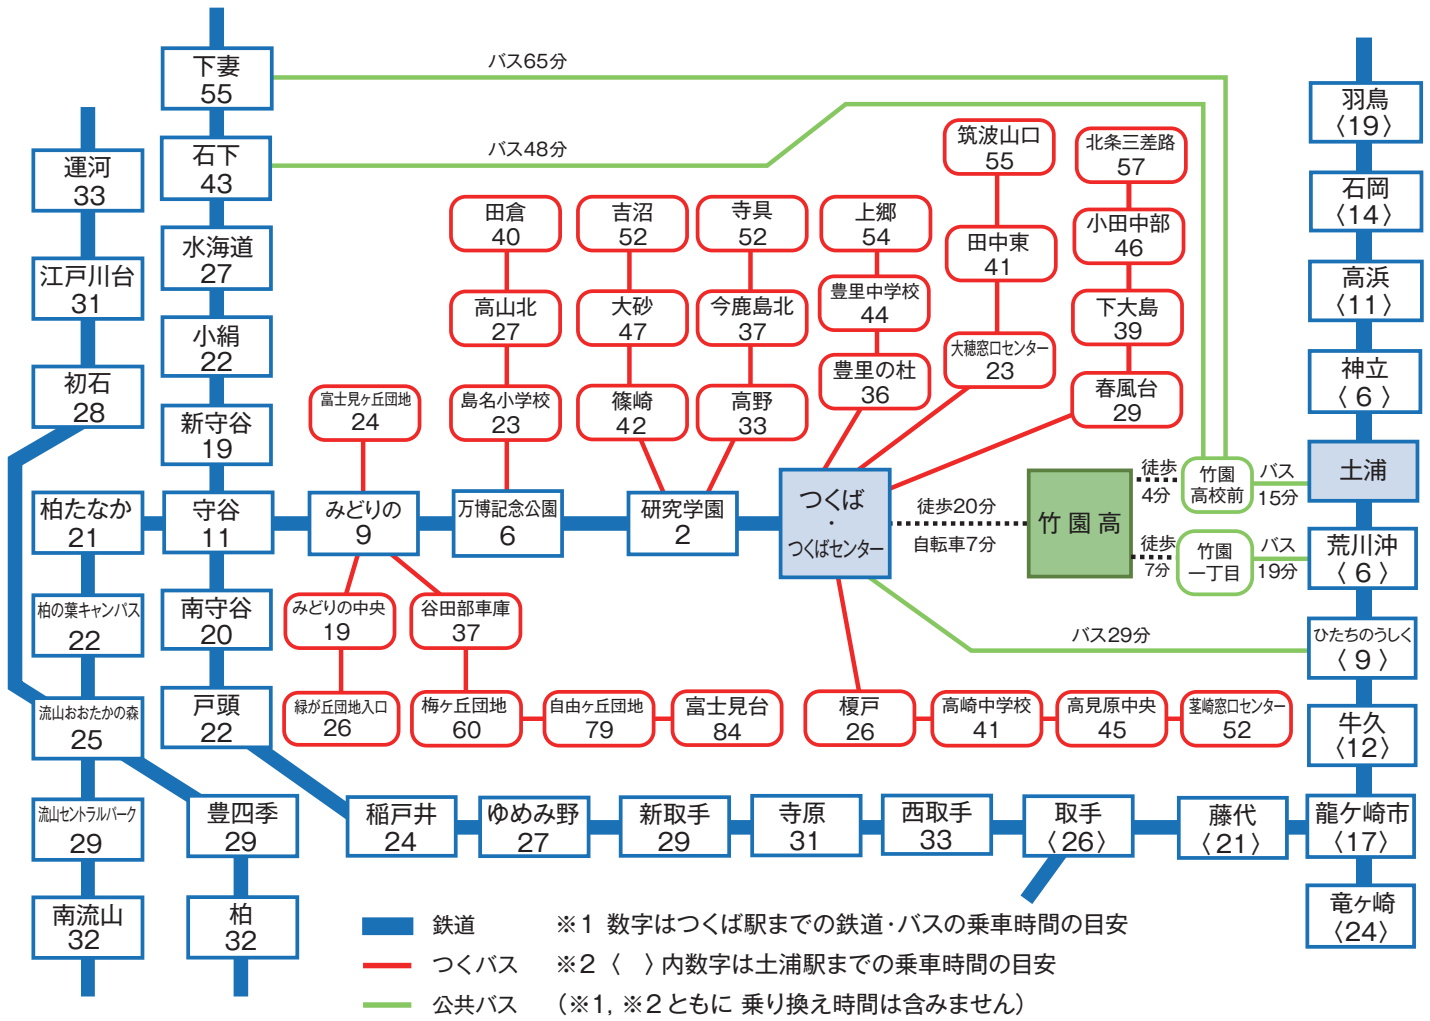 下妻
55
バス65分
羽鳥
〈19〉
運河
33
石下
43
バス48分
筑波山口
55
北条三差路
57
石岡
〈14〉
田倉
40
吉沼
52
寺具
52
上郷
54
水海道
27
田中東
41
小田中部
46
江戸川台
31
高浜
〈11〉
高山北
27
大砂
47
今鹿島北
37
豊里中学校
44
下大島
39
小絹
22
大穂窓口センター
23
神立
〈 6 〉
初石
28
富士見ヶ丘団地
24
島名小学校
23
篠崎
42
高野
33
豊里の杜
36
春風台
29
新守谷
19
柏たなか
21
守谷
11
みどりの
9
万博記念公園
6
研究学園
2
つくば
・
つくばセンター
徒歩20分
自転車7分
竹園高
徒歩
4分
竹園
高校前
バス
15分
土浦
徒歩
7分
竹園
一丁目
バス
19分
荒川沖
〈 6 〉
柏の葉キャンパス
22
南守谷
20
みどりの中央
19
谷田部車庫
37
バス29分
ひたちのうしく
〈 9 〉
流山おおたかの森
25
戸頭
22
緑が丘団地入口
26
梅ヶ丘団地
60
自由ヶ丘団地
79
富士見台
84
榎戸
26
高崎中学校
41
高見原中央
45
茎崎窓口センター
52
牛久
〈12〉
流山セントラルパーク
29
豊四季
29
稲戸井
24
ゆめみ野
27
新取手
29
寺原
31
西取手
33
取手
〈26〉
藤代
〈21〉
龍ケ崎市
〈17〉
南流山
32
柏
32
竜ヶ崎
〈24〉
鉄道
※1 数字はつくば駅までの鉄道・バスの乗車時間の目安
つくバス
※2〈 〉内数字は土浦駅までの乗車時間の目安
公共バス
（※1, ※2ともに 乗り換え時間は含みません）